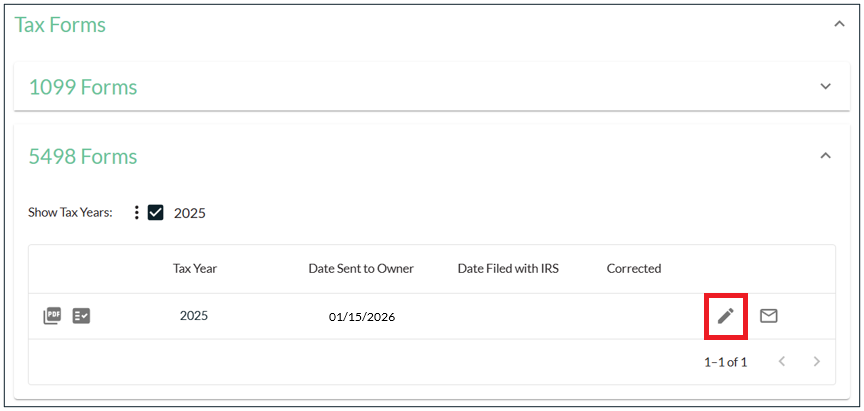 Tax Forms
1099 Forms
5498 Forms
Show Tax Years: 2025
Tax Year Date Sent to Owner Date Filed with IRS Corrected
PDF 2025 01/15/2026
1–1 of 1